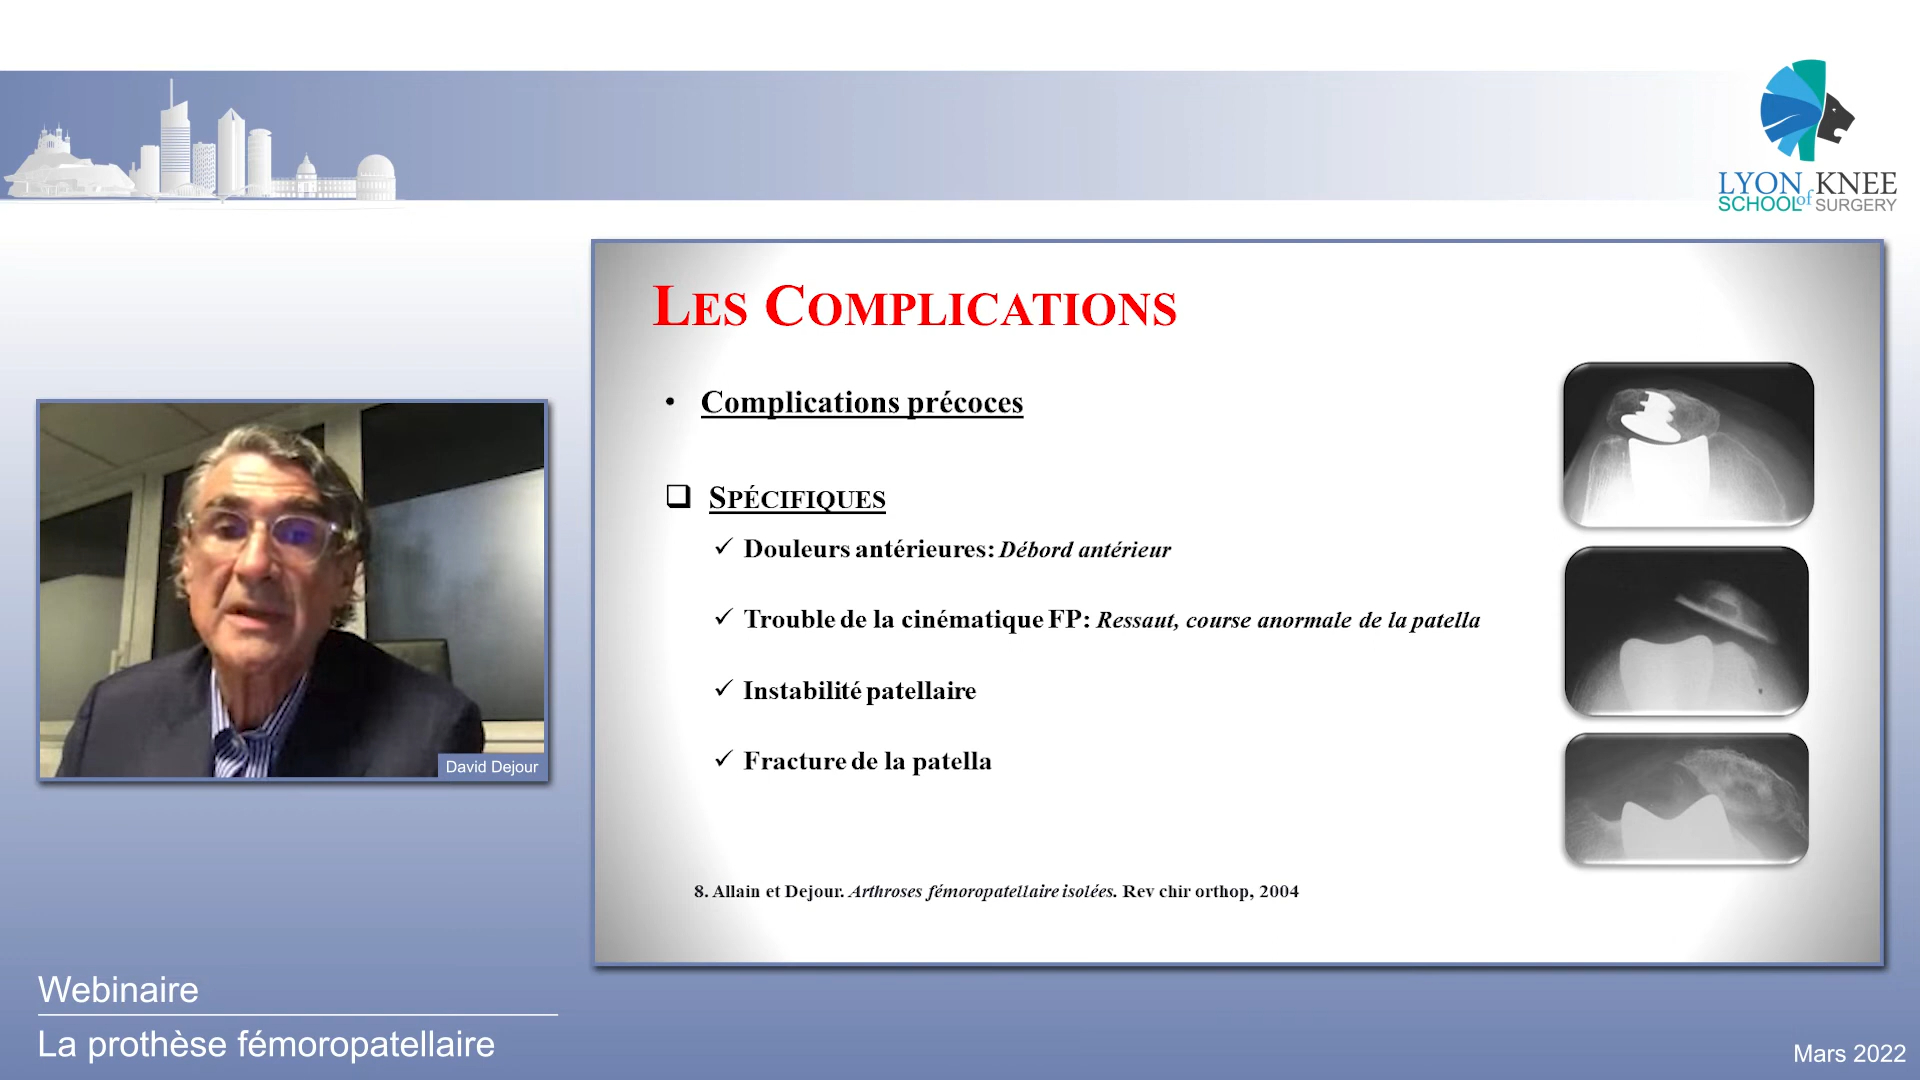 LYON KNEE
SCHOOL of SURGERY
LES COMPLICATIONS
• Complications précoces
❑ SPÉCIFIQUES
✓ Douleurs antérieures: Débord antérieur
✓ Trouble de la cinématique FP: Ressaut, course anormale de la patella
✓ Instabilité patellaire
✓ Fracture de la patella
8. Allain et Dejour. Arthroses fémoropatellaire isolées. Rev chir orthop, 2004
David Dejour
Webinaire
La prothèse fémoropatellaire
Mars 2022